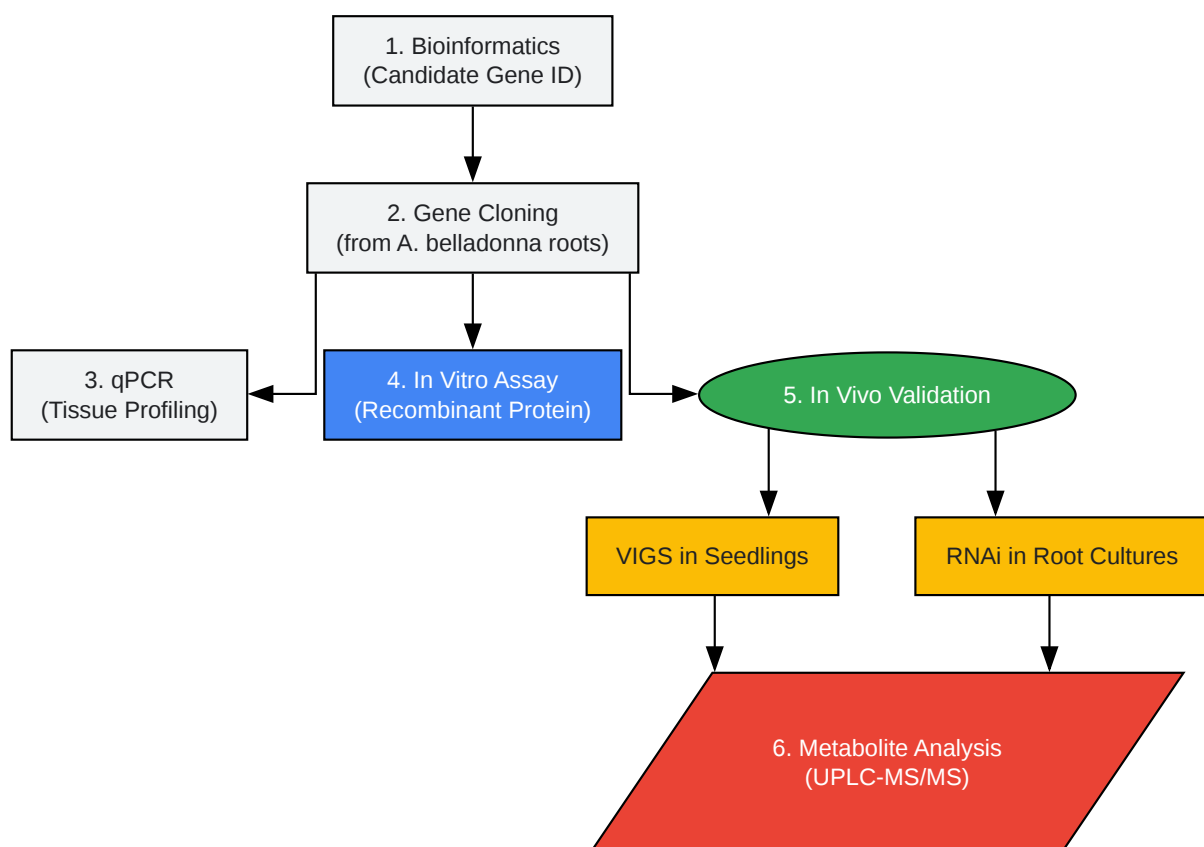 1. Bioinformatics
(Candidate Gene ID)
2. Gene Cloning
(from A. belladonna roots)
3. qPCR
(Tissue Profiling)
4. In Vitro Assay
(Recombinant Protein)
5. In Vivo Validation
VIGS in Seedlings
RNAi in Root Cultures
6. Metabolite Analysis
(UPLC-MS/MS)